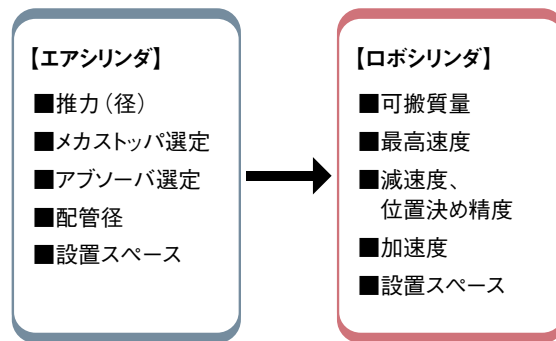 【エアシリンダ】
■推力(径)
■メカストッパ選定
■アブソーバ選定
■配管径
■設置スペース
【ロボシリンダ】
■可搬質量
■最高速度
■減速度、
位置決め精度
■加速度
■設置スペース